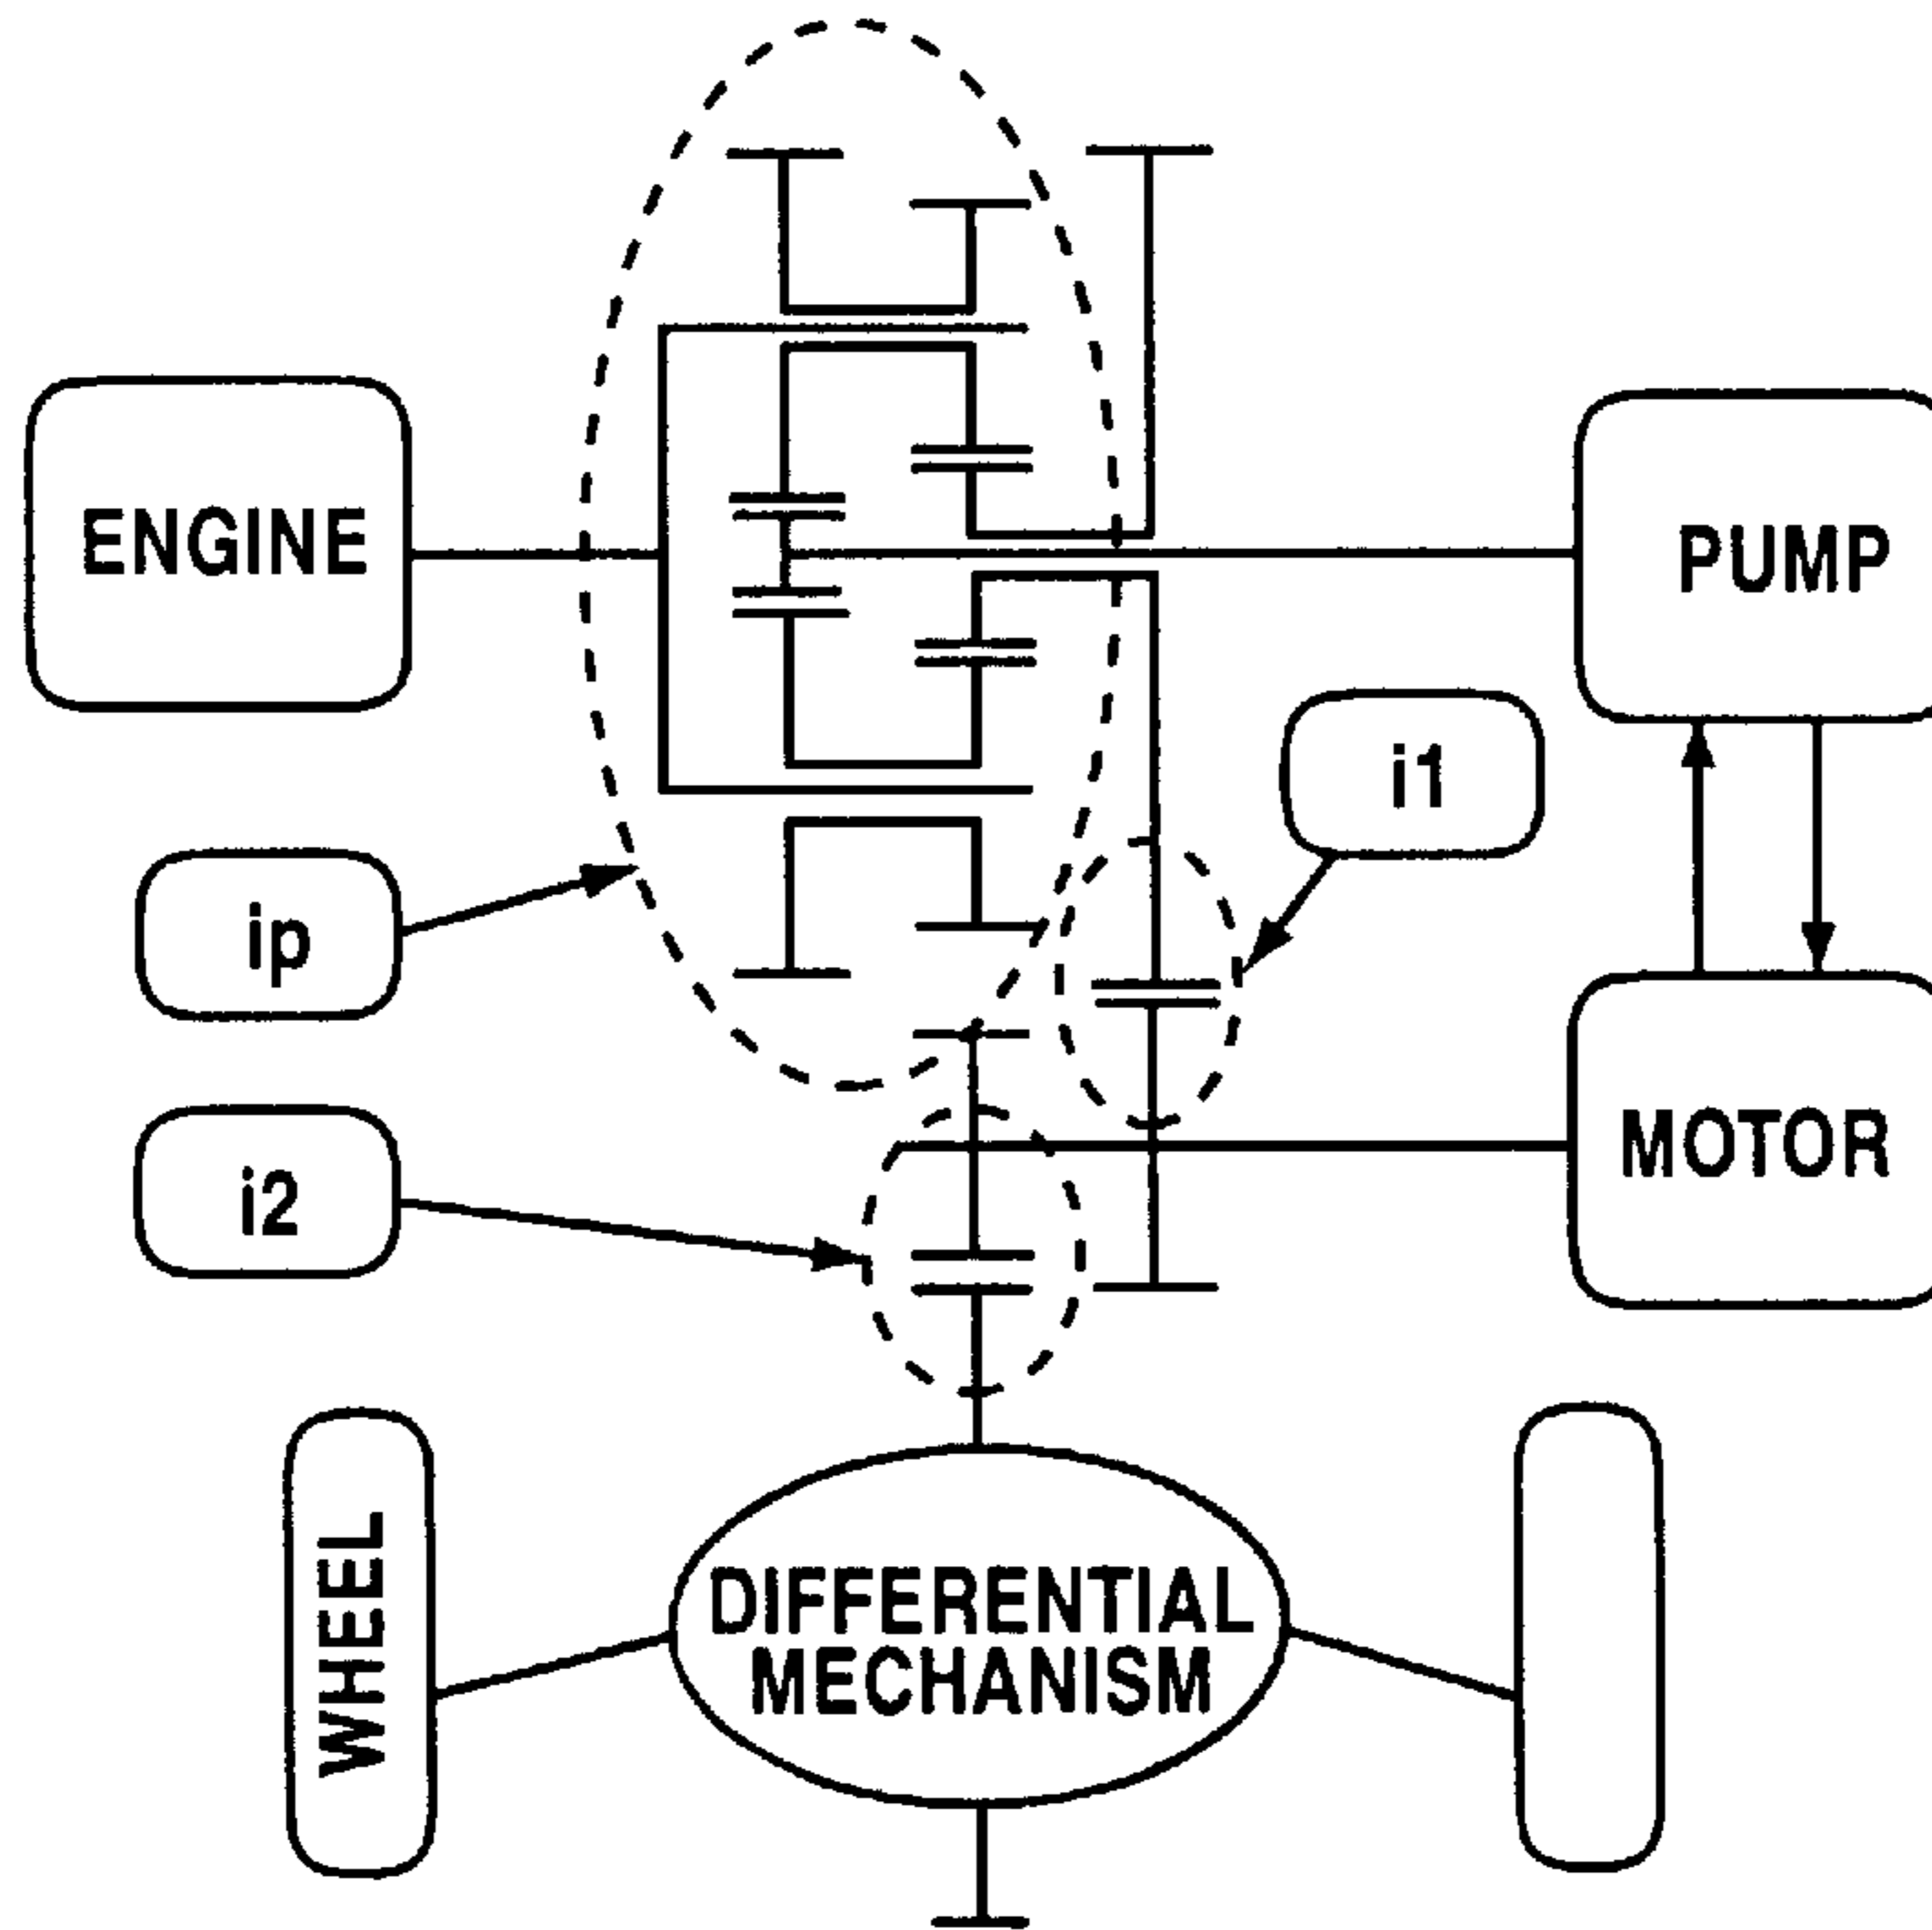 ENGINE
PUMP
i1
ip
i2
MOTOR
WHEEL
DIFFERENTIAL
MECHANISM